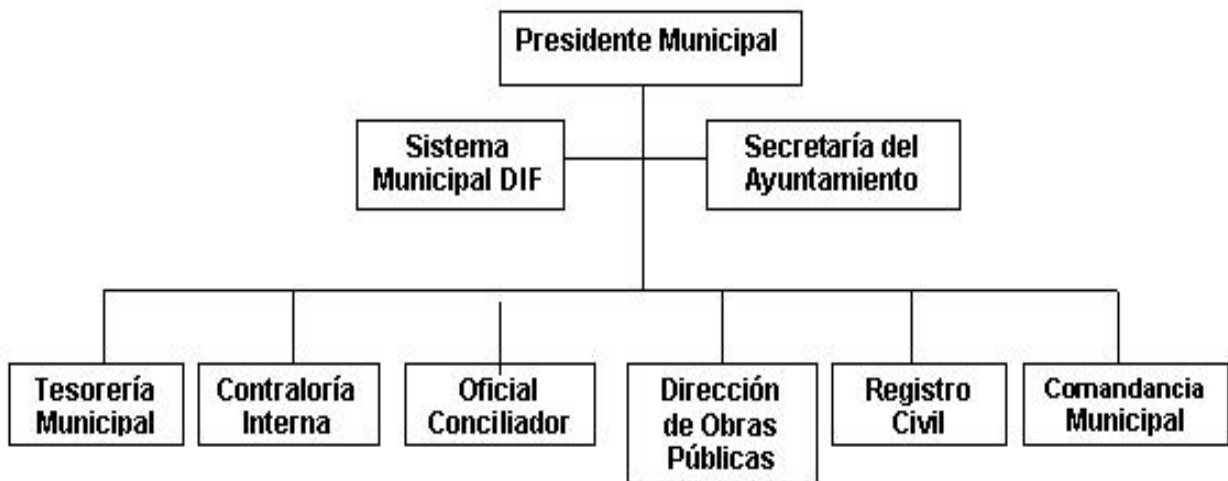 Presidente Municipal
Sistema
Municipal DIF
Secretaría del
Ayuntamiento
Tesorería
Municipal
Contraloría
Interna
Oficial
Conciliador
Dirección
de Obras
Públicas
Registro
Civil
Comandancia
Municipal